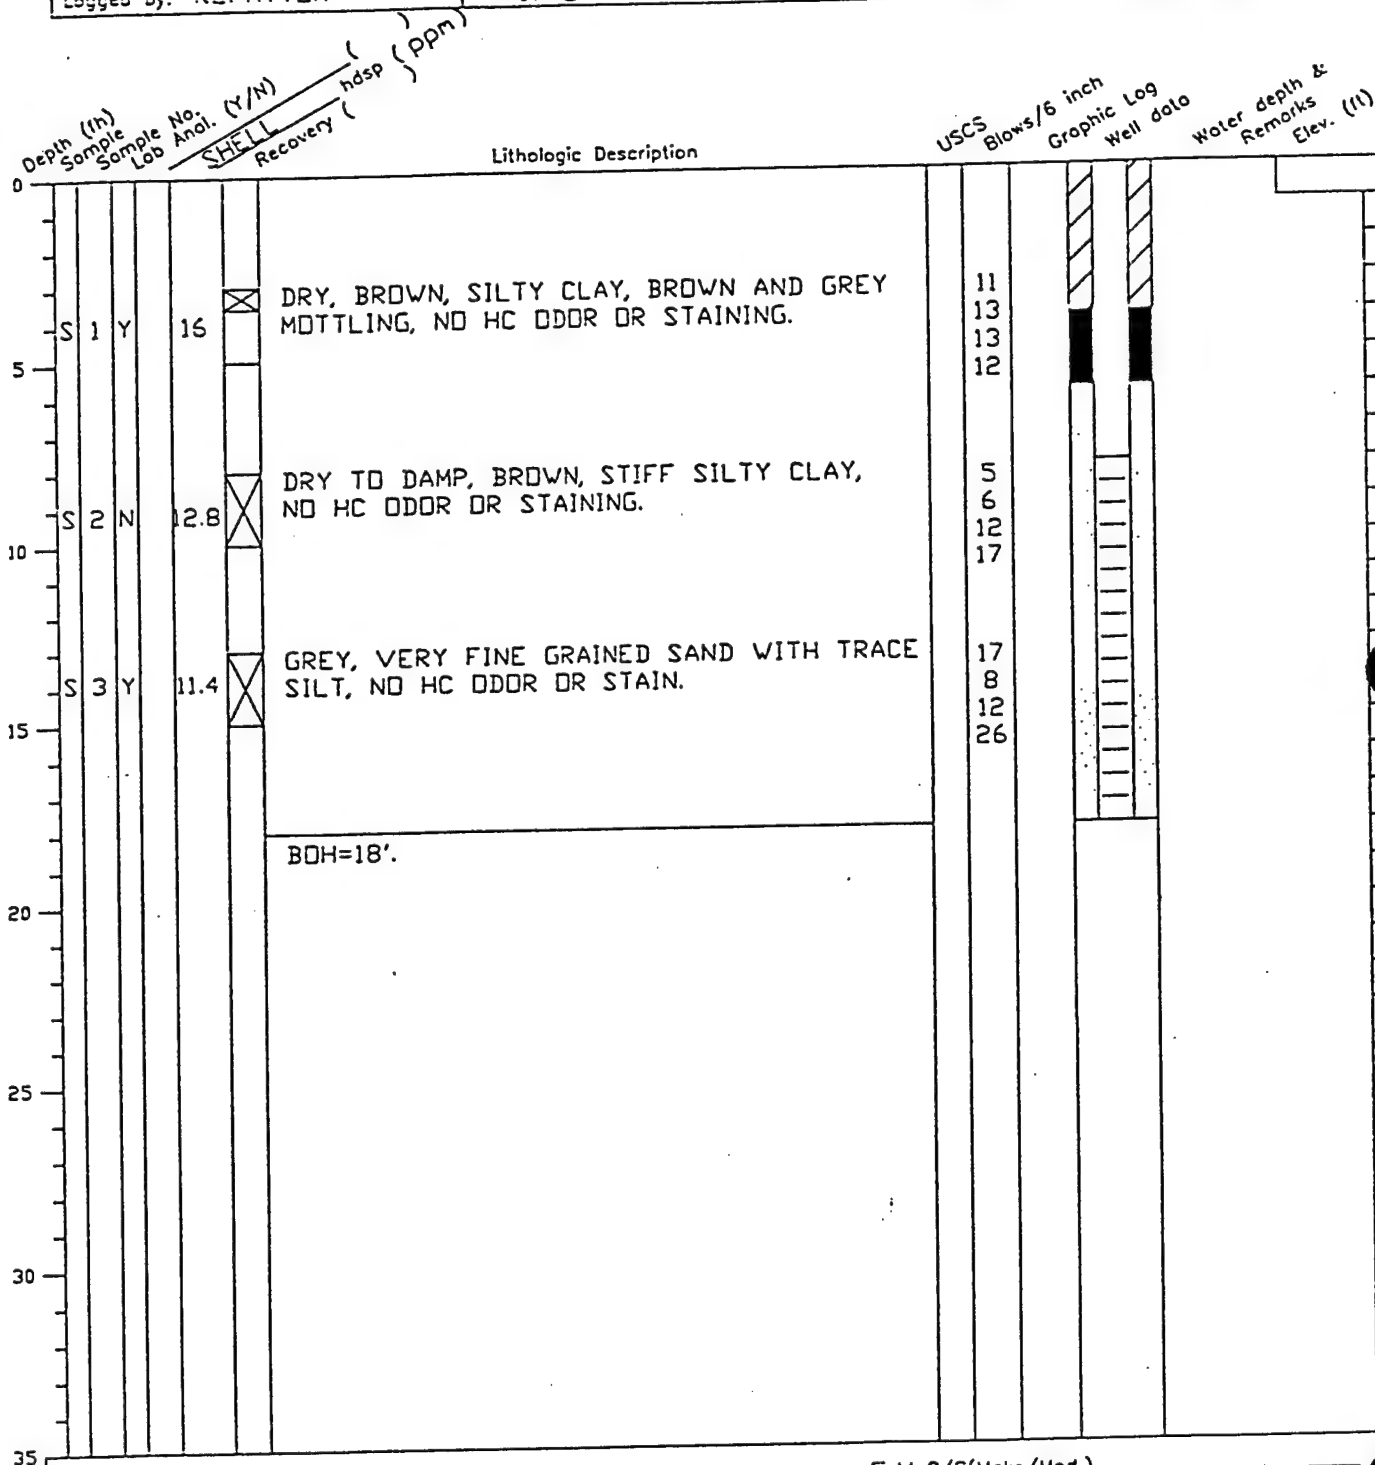 Logged by:
Depth (fh)
Sample
Sample No.
Lab Anal. (Y/N)
SHELL ( )
hdsp (ppm)
Recovery ( )
Lithologic Description
USCS
Blows/6 inch
Graphic Log
Well data
Water depth &
Remarks
Elev. (ft)
0
DRY, BROWN, SILTY CLAY, BROWN AND GREY
MOTTLING, NO HC ODOR OR STAINING.
S 1 Y 16
11
13
13
12
5
DRY TO DAMP, BROWN, STIFF SILTY CLAY,
NO HC ODOR OR STAINING.
S 2 N 12.8
5
6
12
17
10
GREY, VERY FINE GRAINED SAND WITH TRACE
SILT, NO HC ODOR OR STAIN.
S 3 Y 11.4
17
8
12
26
15
BOH=18'.
20
25
30
35